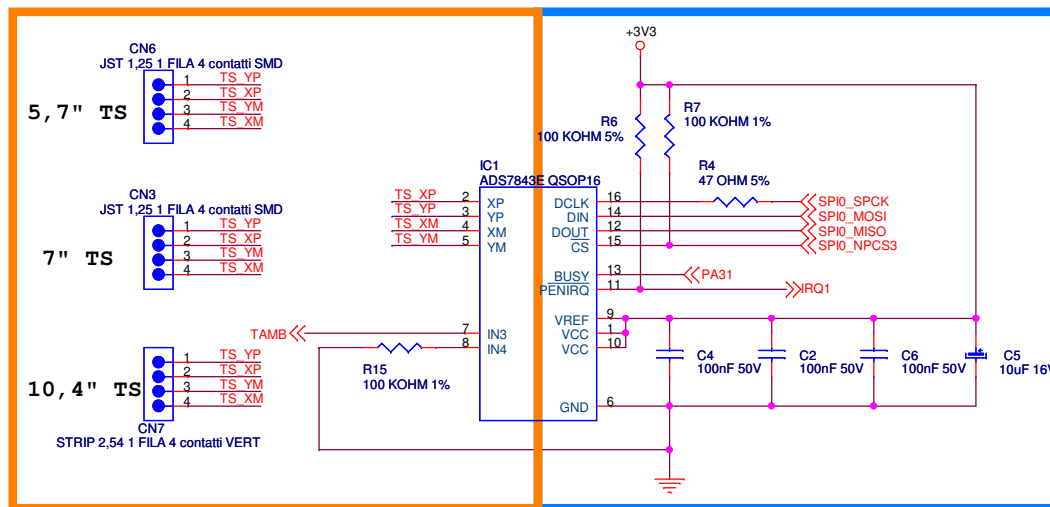 +3V3
CN6
JST 1,25 1 FILA 4 contatti SMD
5,7" TS
1 TS_YP
2 TS_XP
3 TS_YM
4 TS_XM
R6
100 KOHM 5%
R7
100 KOHM 1%
R4
47 OHM 5%
IC1
ADS7843E QSOP16
CN3
JST 1,25 1 FILA 4 contatti SMD
7" TS
1 TS_YP
2 TS_XP
3 TS_YM
4 TS_XM
TS_XP 2 XP
TS_YP 3 YP
TS_XM 4 XM
TS_YM 5 YM
DCLK 16 SPI0_SPCK
DIN 14 SPI0_MOSI
DOUT 12 SPI0_MISO
CS 15 SPI0_NPCS3
BUSY 13 PA31
PENIRQ 11 IRQ1
TAMB 7 IN3
8 IN4
R15
100 KOHM 1%
VREF 9
VCC 1
VCC 10
GND 6
C4
100nF 50V
C2
100nF 50V
C6
100nF 50V
C5
10uF 16V
10,4" TS
1 TS_YP
2 TS_XP
3 TS_YM
4 TS_XM
CN7
STRIP 2,54 1 FILA 4 contatti VERT